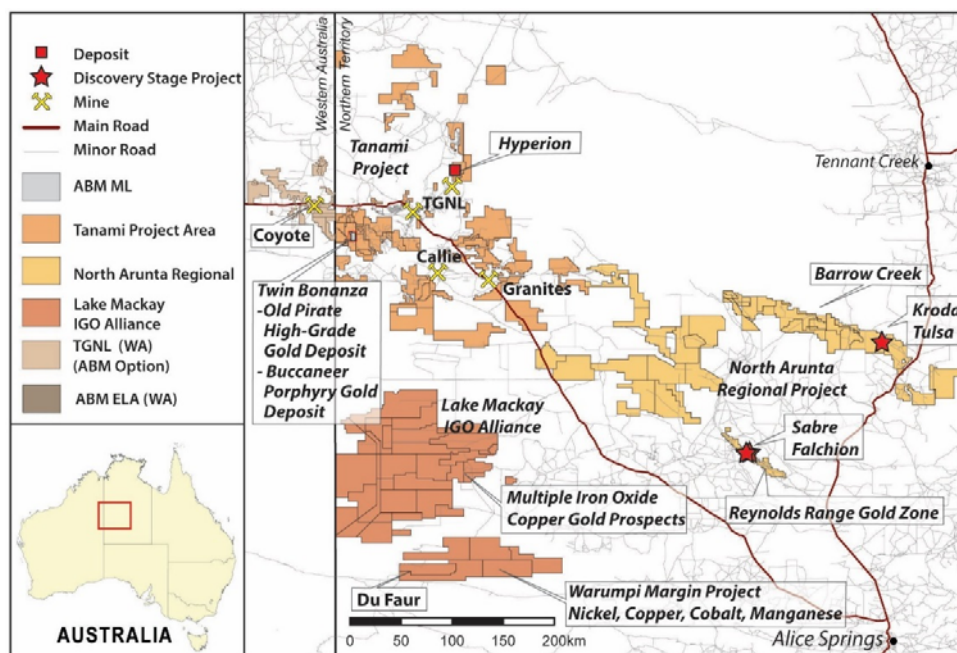 Deposit
Discovery Stage Project
Mine
Main Road
Minor Road
ABM ML
Tanami Project Area
North Arunta Regional
Lake Mackay
IGO Alliance
TGNL (WA)
(ABM Option)
ABM ELA (WA)
AUSTRALIA
Western Australia
Northern Territory
Tanami
Project
Hyperion
Tennant Creek
TGNL
Coyote
Callie
Granites
Twin Bonanza
-Old Pirate
High-Grade
Gold Deposit
- Buccaneer
Porphyry Gold
Deposit
Barrow Creek
Kroda
Tulsa
North Arunta
Regional Project
Lake Mackay
IGO Alliance
Sabre
Falchion
Multiple Iron Oxide
Copper Gold Prospects
Reynolds Range Gold Zone
Du Faur
Warumpi Margin Project
Nickel, Copper, Cobalt, Manganese
0 50 100 150 200km
Alice Springs